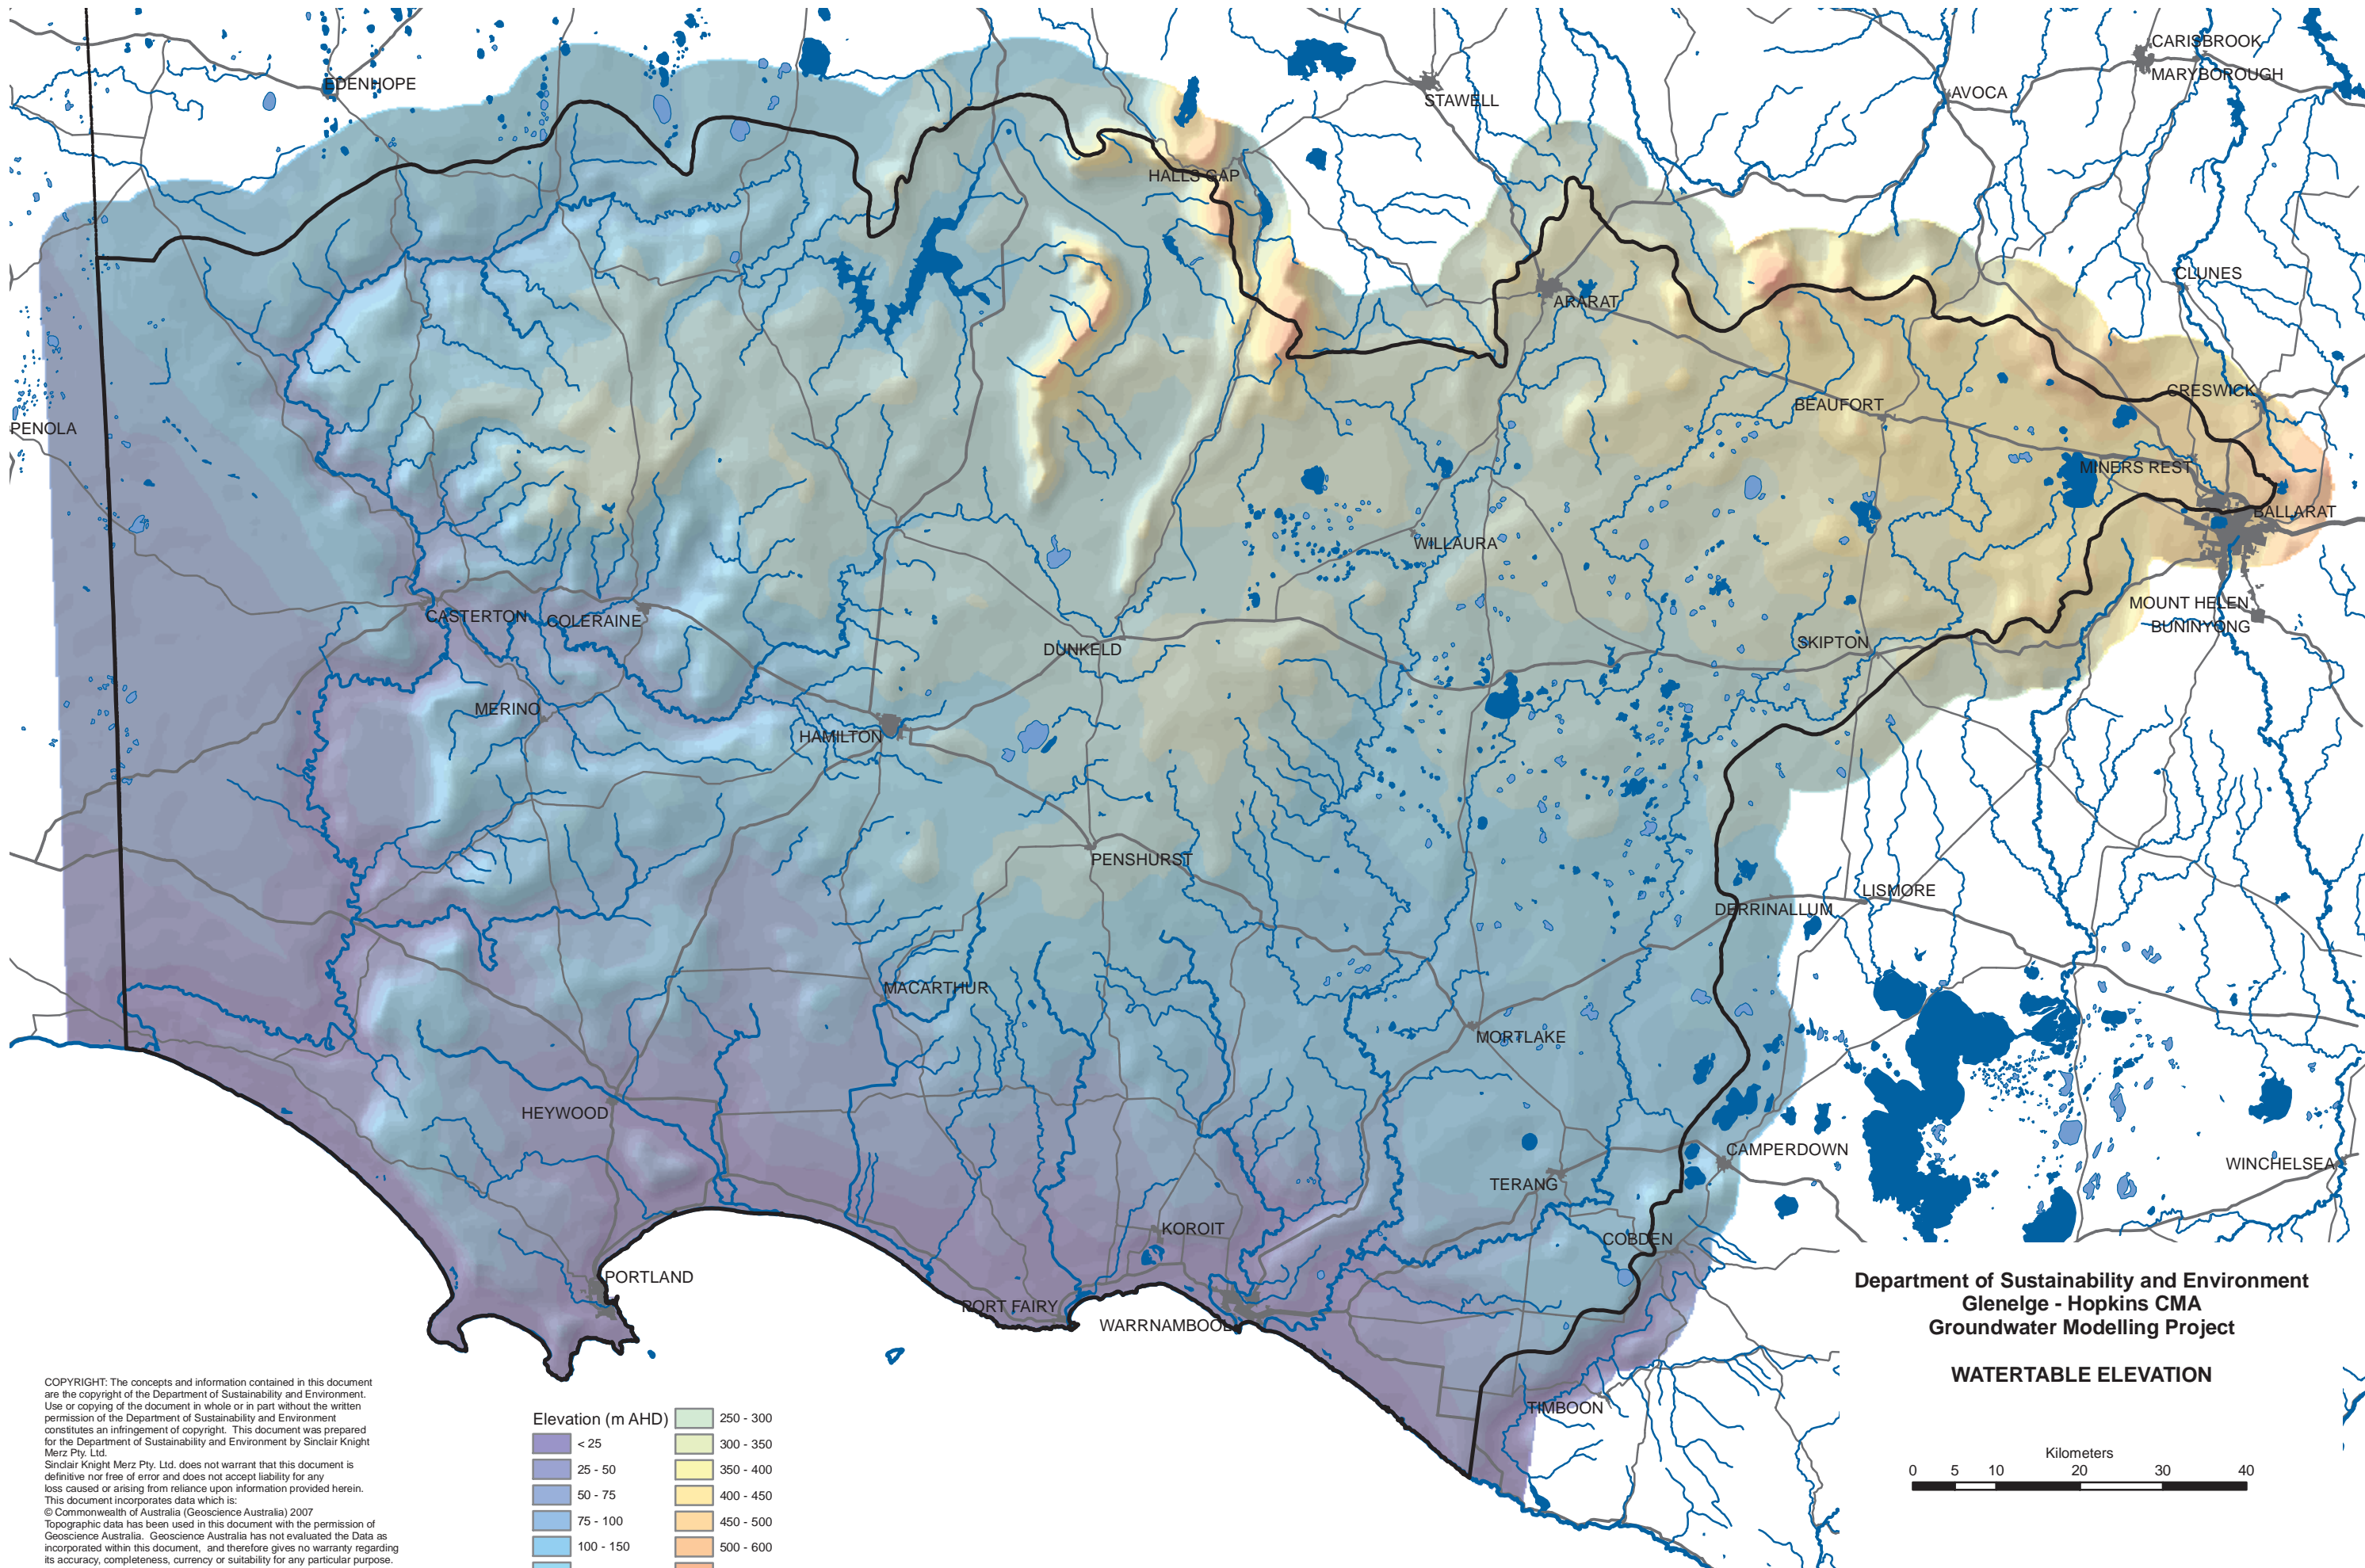 CARISBROOK
MARYBOROUGH
EDENHOPE
STAWELL
AVOCA
HALLS GAP
CLUNES
ARARAT
CRESWICK
BEAUFORT
PENOLA
MINERS REST
BALLARAT
WILLAURA
MOUNT HELEN
BUNINYONG
CASTERTON
COLERAINE
SKIPTON
DUNKELD
MERINO
HAMILTON
PENSHURST
LISMORE
DERRINALLUM
MACARTHUR
MORTLAKE
HEYWOOD
CAMPERDOWN
WINCHELSEA
TERANG
KOROIT
COBDEN
PORTLAND
PORT FAIRY
WARRNAMBOOL
TIMBOON
Department of Sustainability and Environment
Glenelge - Hopkins CMA
Groundwater Modelling Project
WATERTABLE ELEVATION
Kilometers
0 5 10 20 30 40
COPYRIGHT: The concepts and information contained in this document
are the copyright of the Department of Sustainability and Environment.
Use or copying of the document in whole or in part without the written
permission of the Department of Sustainability and Environment
constitutes an infringement of copyright. This document was prepared
for the Department of Sustainability and Environment by Sinclair Knight
Merz Pty. Ltd.
Sinclair Knight Merz Pty. Ltd. does not warrant that this document is
definitive nor free of error and does not accept liability for any
loss caused or arising from reliance upon information provided herein.
This document incorporates data which is:
© Commonwealth of Australia (Geoscience Australia) 2007
Topographic data has been used in this document with the permission of
Geoscience Australia. Geoscience Australia has not evaluated the Data as
incorporated within this document, and therefore gives no warranty regarding
its accuracy, completeness, currency or suitability for any particular purpose.
Elevation (m AHD)
< 25
25 - 50
50 - 75
75 - 100
100 - 150
250 - 300
300 - 350
350 - 400
400 - 450
450 - 500
500 - 600